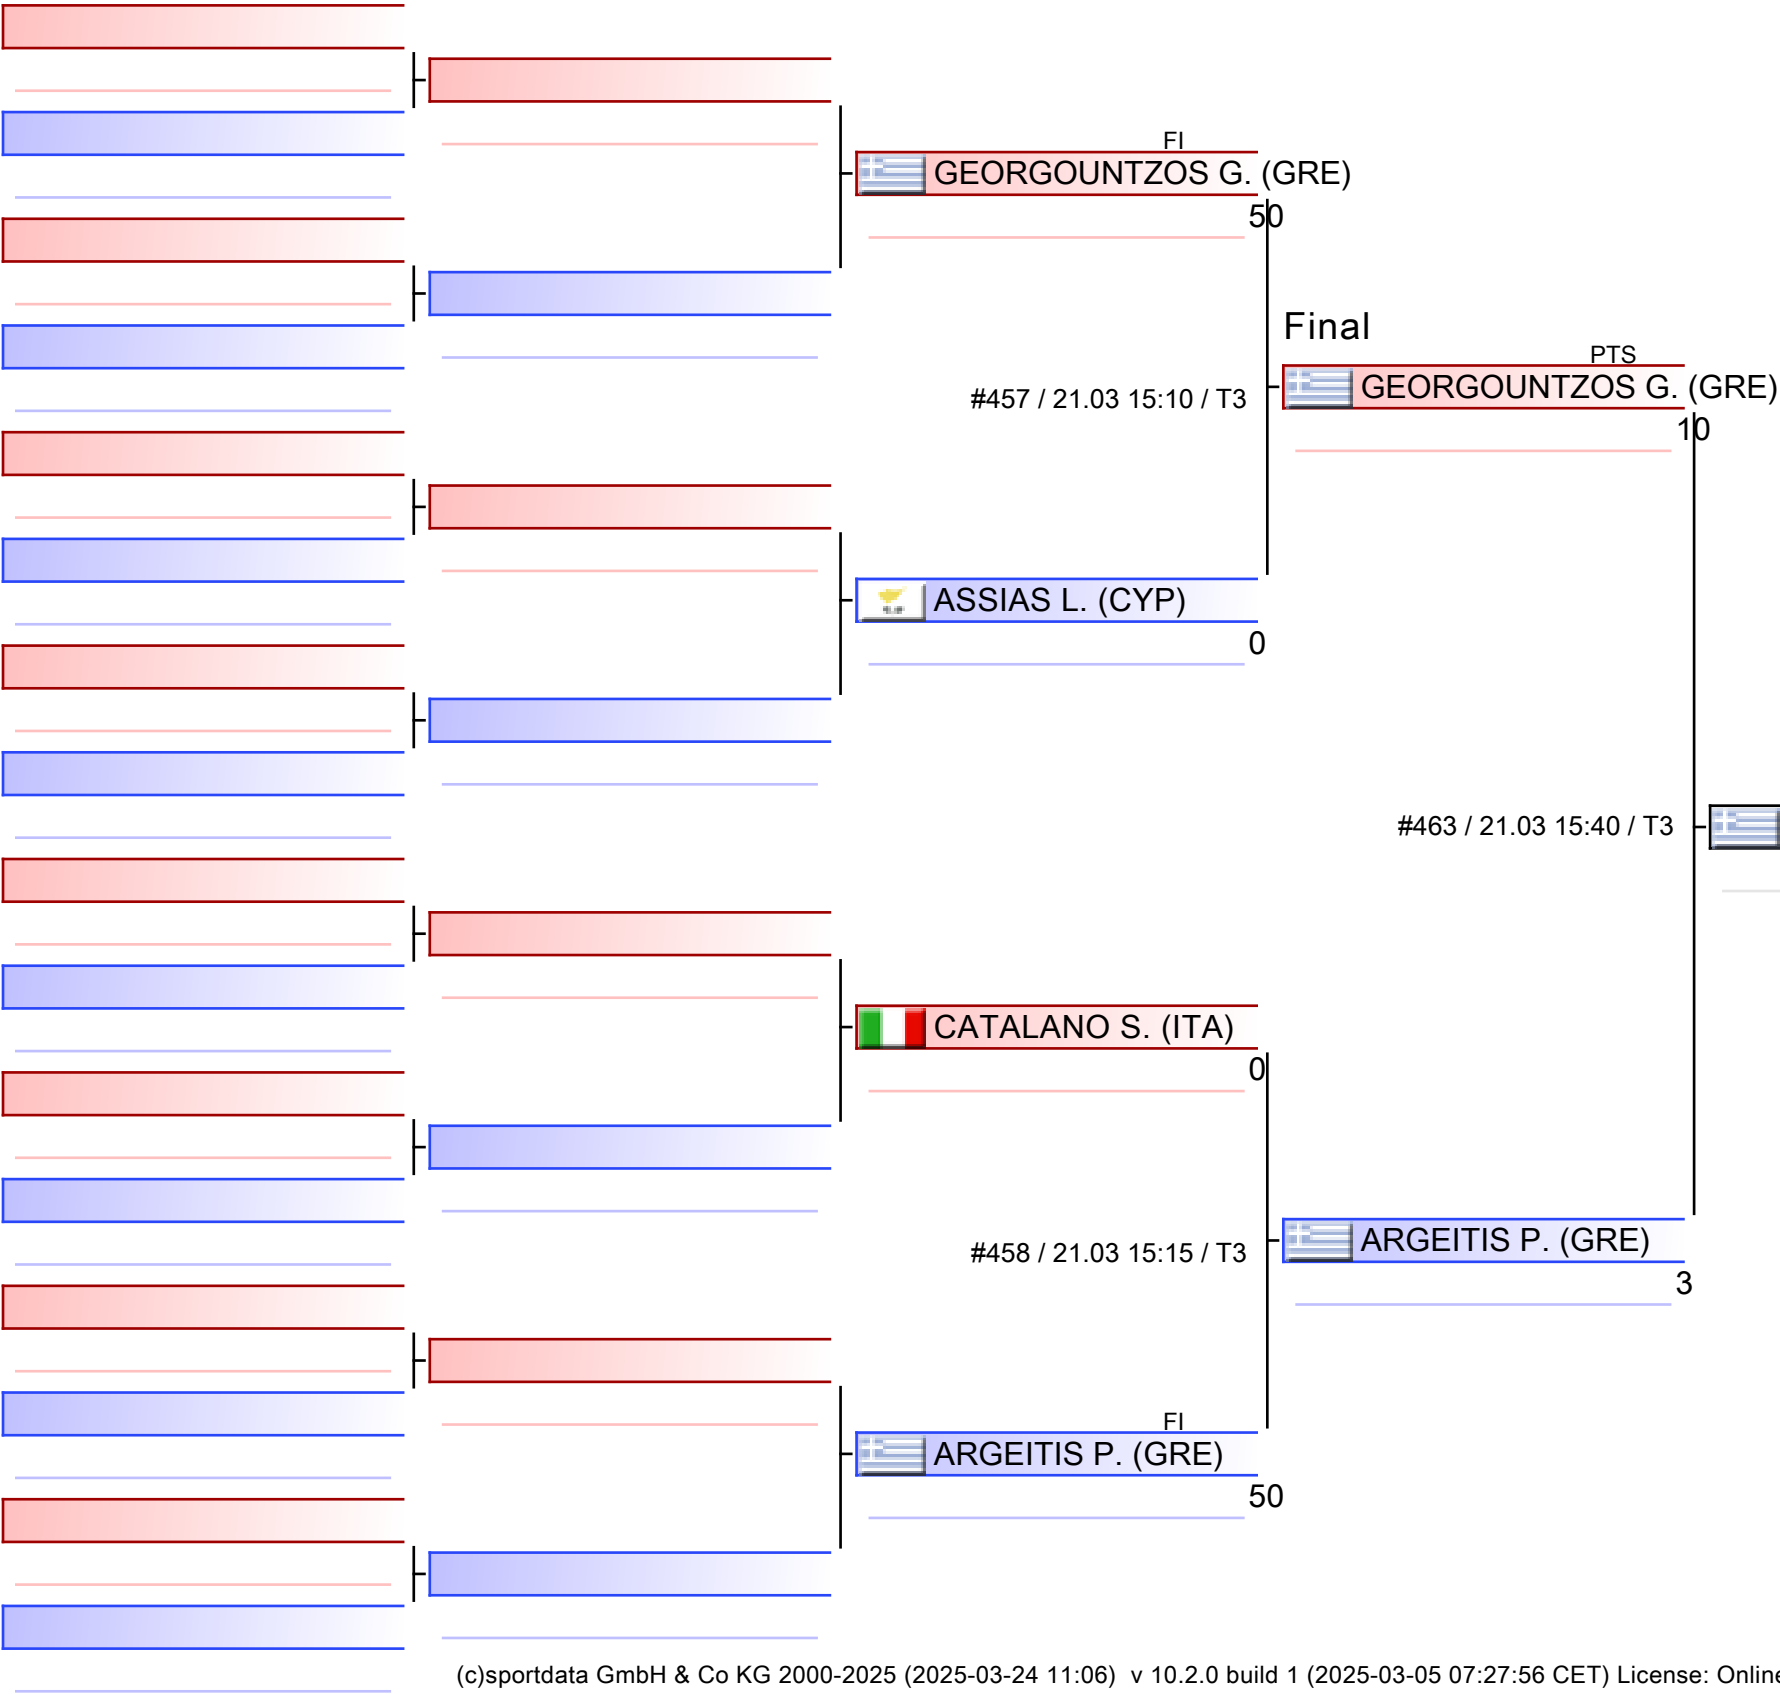 FI
GEORGOUNTZOS G. (GRE)
50
Final
PTS
#457 / 21.03 15:10 / T3
GEORGOUNTZOS G. (GRE)
10
ASSIAS L. (CYP)
0
#463 / 21.03 15:40 / T3
CATALANO S. (ITA)
0
#458 / 21.03 15:15 / T3
ARGEITIS P. (GRE)
3
FI
ARGEITIS P. (GRE)
50
(c)sportdata GmbH & Co KG 2000-2025 (2025-03-24 11:06) v 10.2.0 build 1 (2025-03-05 07:27:56 CET) License: Online